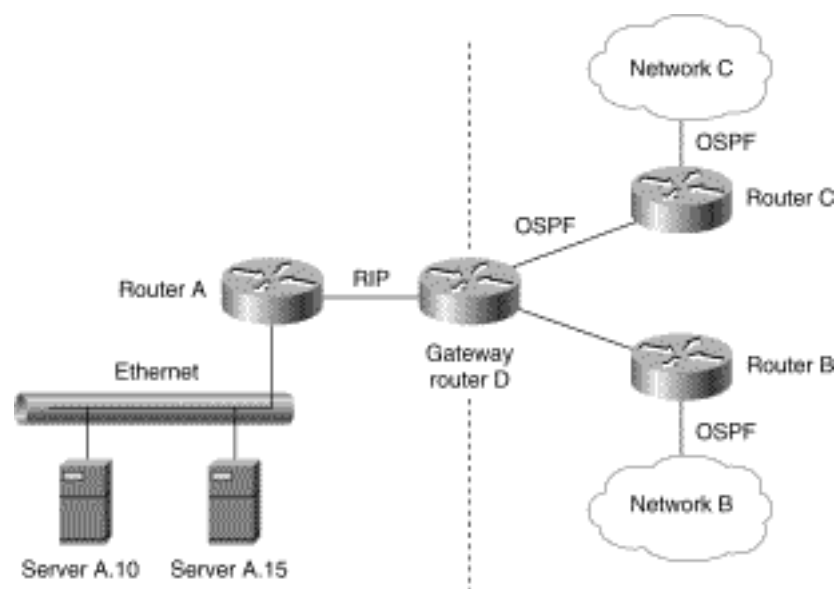 Network C
OSPF
Router C
OSPF
Router A
RIP
Gateway
router D
Router B
Ethernet
OSPF
Network B
Server A.10
Server A.15